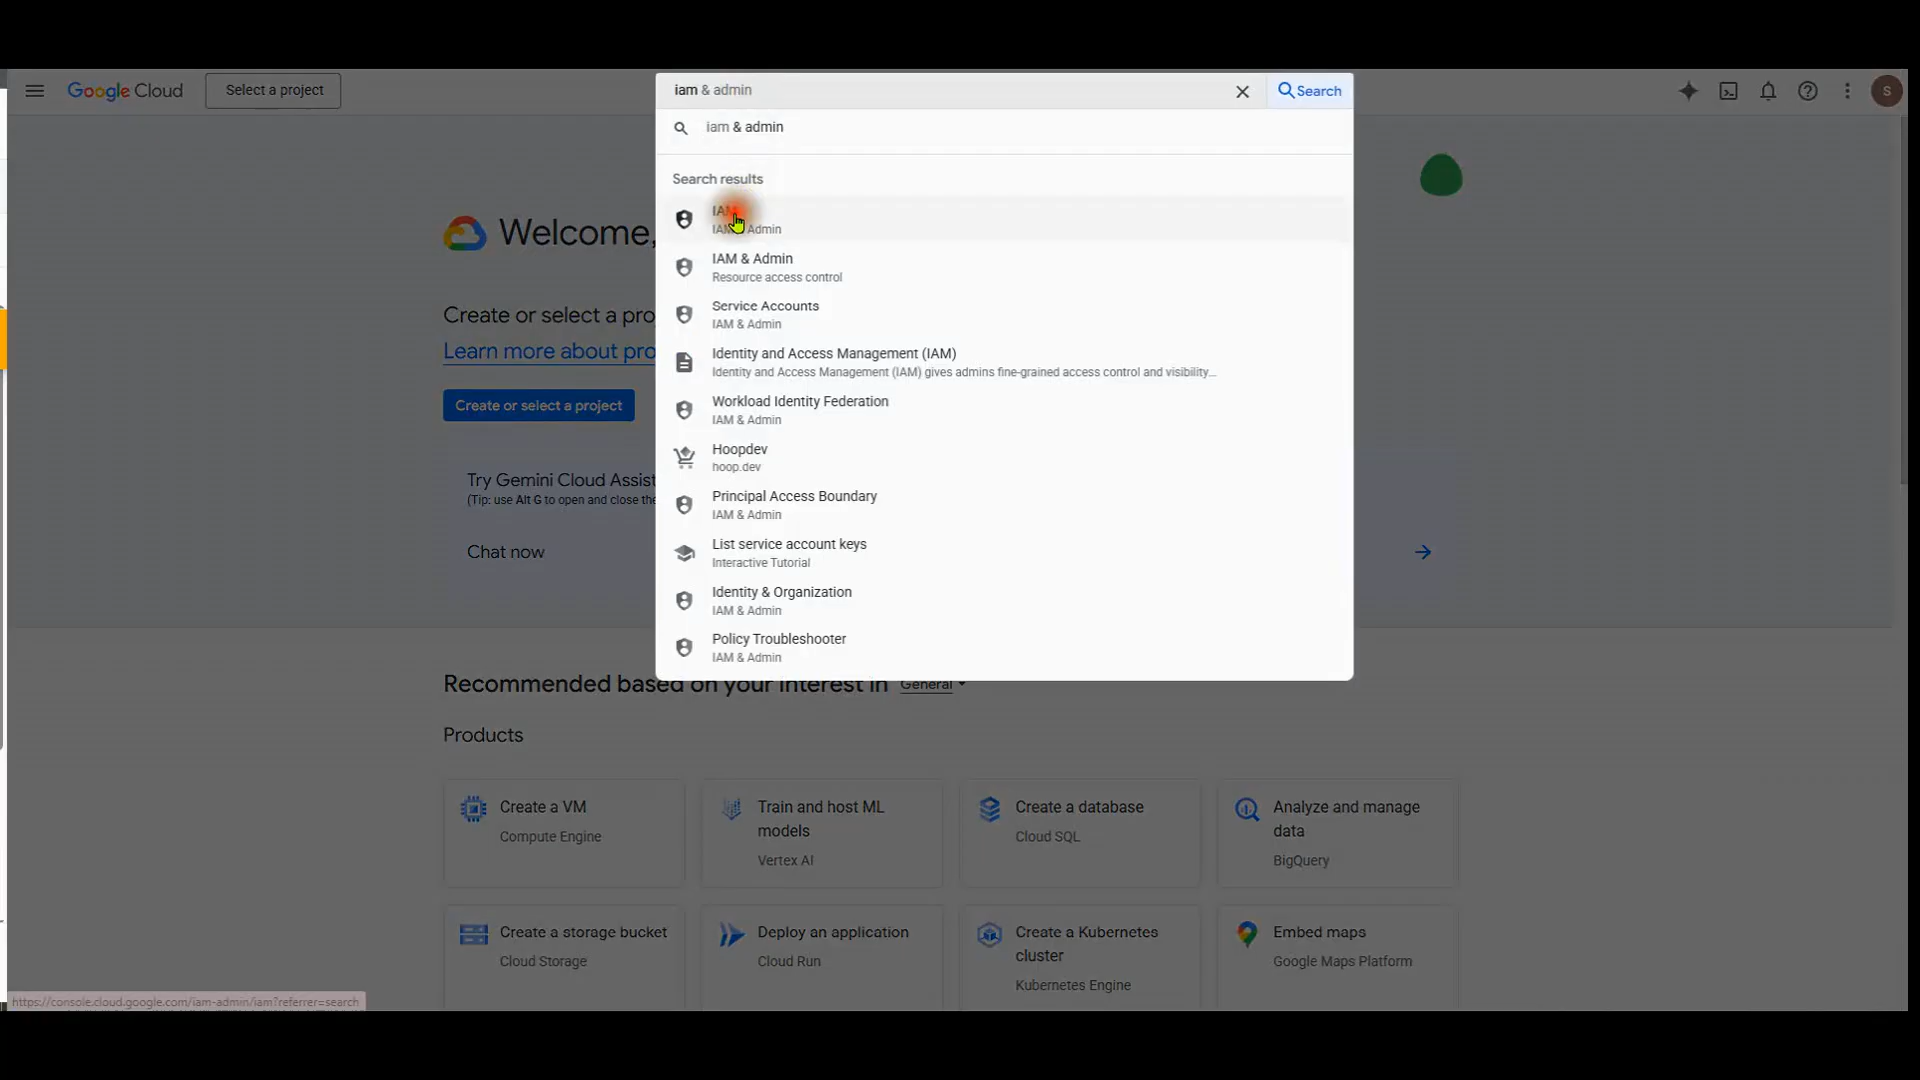 Google Cloud
Select a project
iam & admin
Search
S
iam & admin
Search results
IAM
IAM & Admin
IAM & Admin
Resource access control
Service Accounts
IAM & Admin
Identity and Access Management (IAM)
Identity and Access Management (IAM) gives admins fine-grained access control and visibility...
Workload Identity Federation
IAM & Admin
Hoopdev
hoop.dev
Principal Access Boundary
IAM & Admin
List service account keys
Interactive Tutorial
Identity & Organization
IAM & Admin
Policy Troubleshooter
IAM & Admin
Welcome,
Create or select a pro
Learn more about pro
Create or select a project
Try Gemini Cloud Assist
(Tip: use Alt G to open and close the
Chat now
Recommended based on your interest in General
Products
Create a VM
Compute Engine
Train and host ML
models
Vertex AI
Create a database
Cloud SQL
Analyze and manage
data
BigQuery
Create a storage bucket
Cloud Storage
Deploy an application
Cloud Run
Create a Kubernetes
cluster
Kubernetes Engine
Embed maps
Google Maps Platform
https://console.cloud.google.com/iam-admin/iam?referrer=search